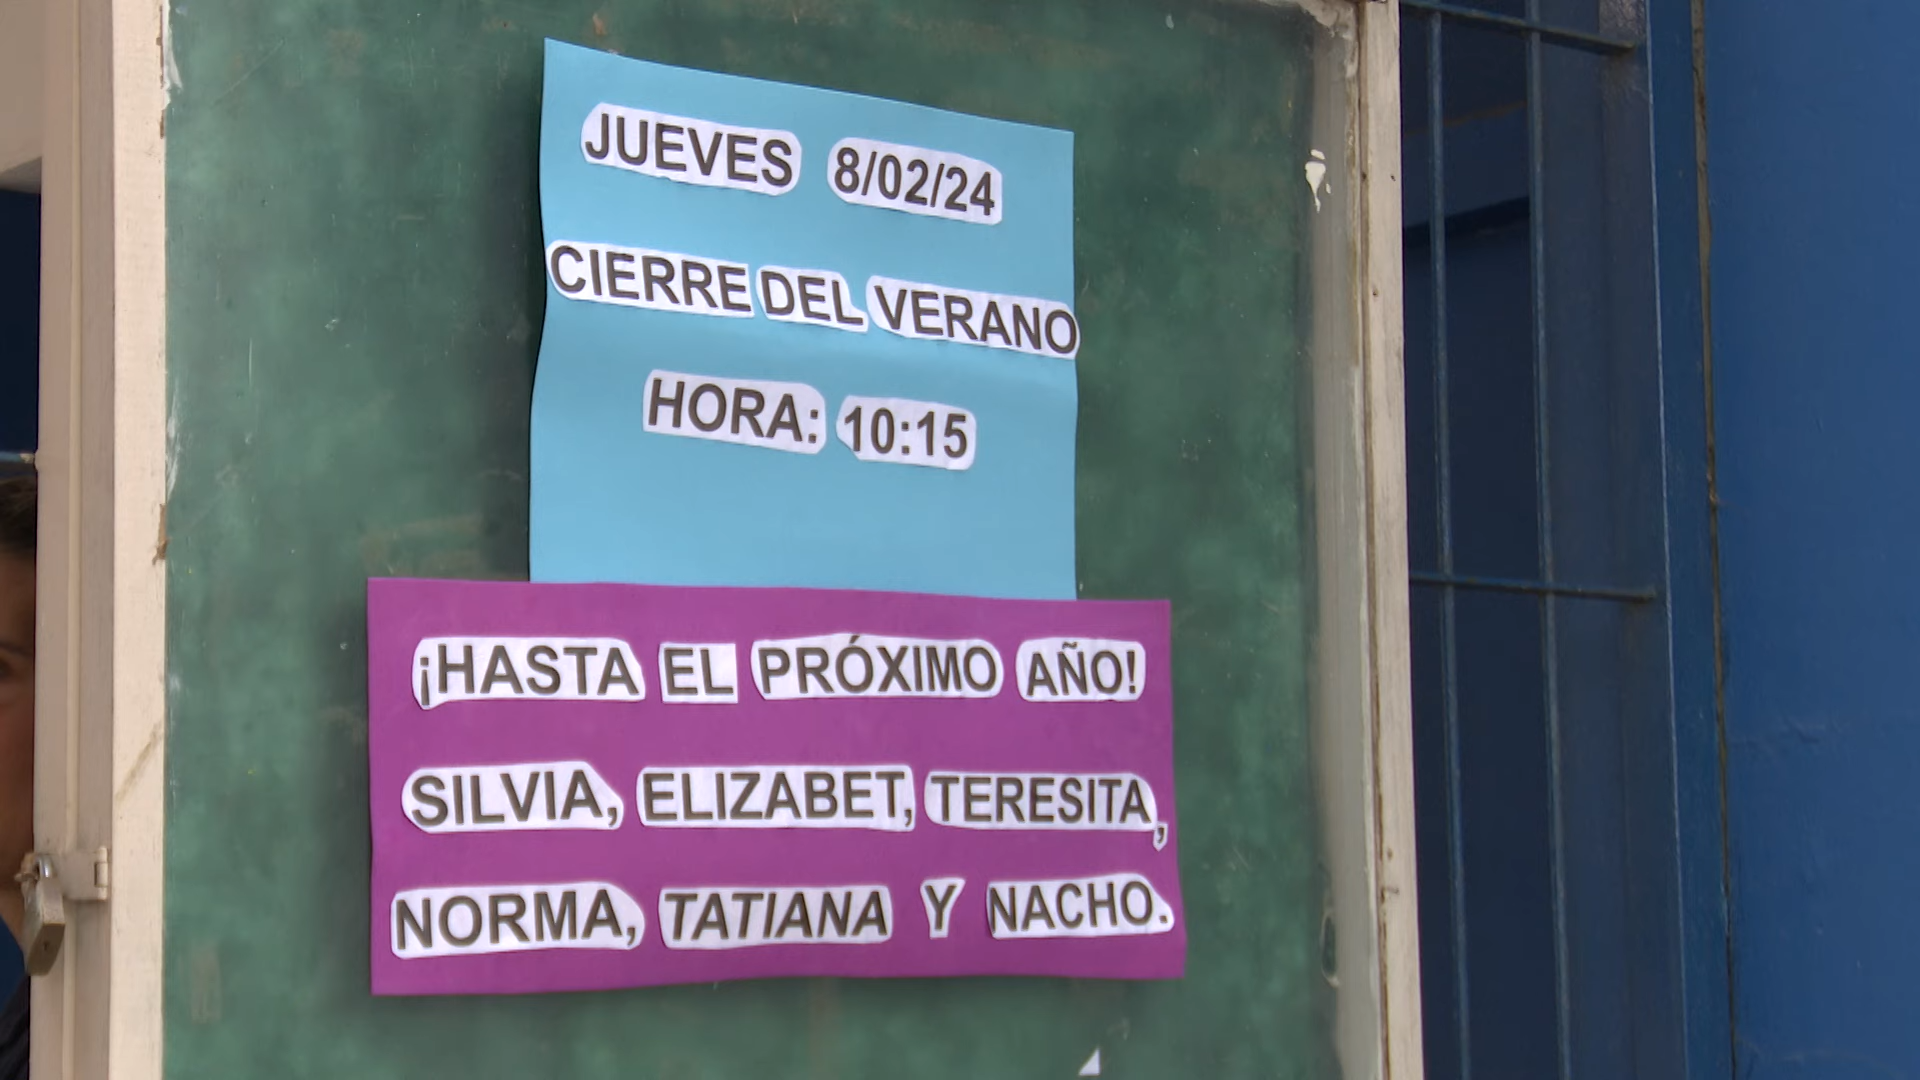 JUEVES 8/02/24
CIERRE DEL VERANO
HORA: 10:15
¡HASTA EL PRÓXIMO AÑO!
SILVIA, ELIZABET, TERESITA,
NORMA, TATIANA Y NACHO.